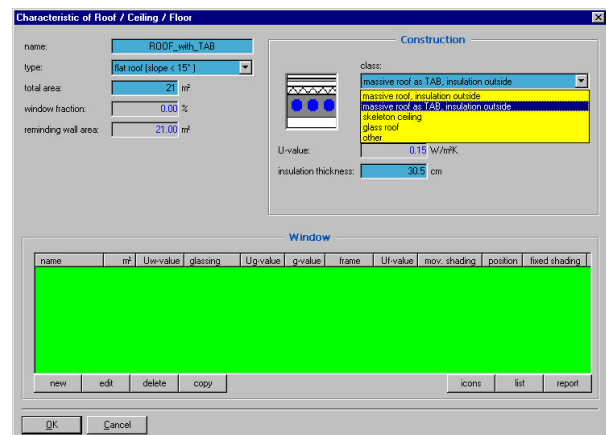 Characteristic of Roof / Ceiling / Floor
name: ROOF_with_TAB
type: flat roof (slope < 15° )
total area: 21 m²
window fraction: 0.00 %
reminding wall area: 21.00 m²
Construction
class:
massive roof as TAB, insulation outside
massive roof, insulation outside
massive roof as TAB, insulation outside
skeleton ceiling
glass roof
other
U-value: 0.15 W/m²K
insulation thickness: 30.5 cm
Window
name m² Uw-value glassing Ug-value g-value frame Uf-value mov. shading position fixed shading
new edit delete copy icons list report
OK Cancel